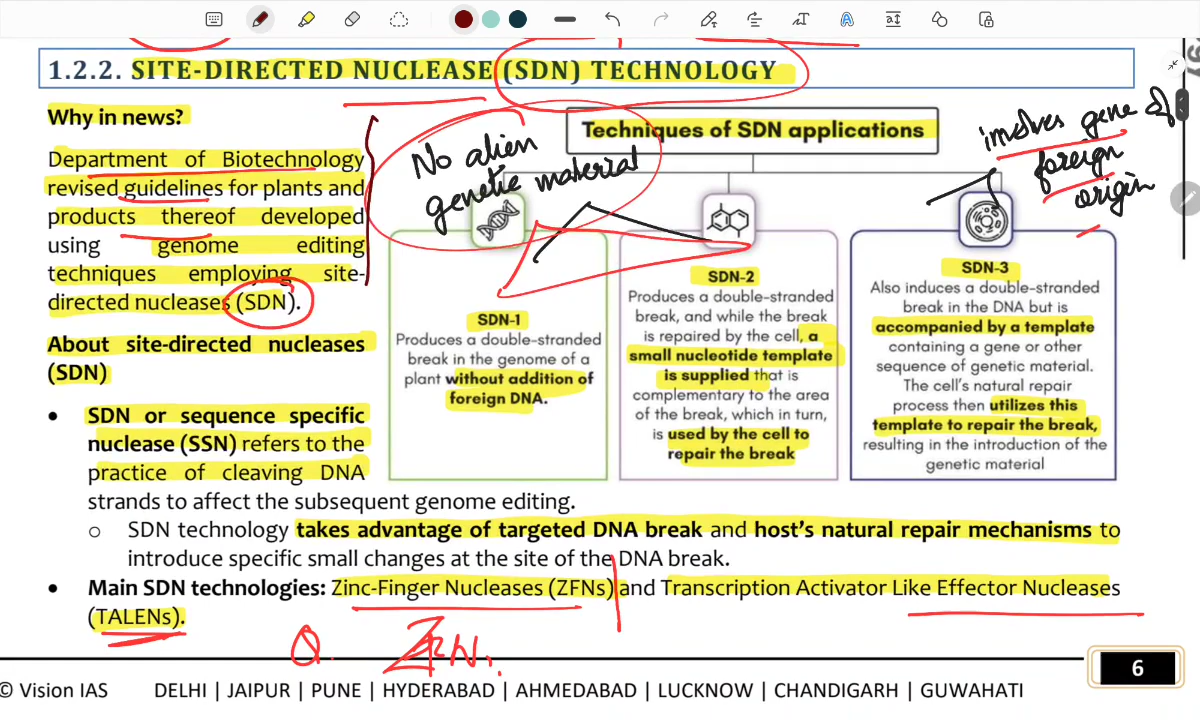 1.2.2. SITE-DIRECTED NUCLEASE (SDN) TECHNOLOGY
Why in news?
Department of Biotechnology
revised guidelines for plants and
products thereof developed
using genome editing
techniques employing site-
directed nucleases (SDN).
About site-directed nucleases
(SDN)
• SDN or sequence specific
nuclease (SSN) refers to the
practice of cleaving DNA
strands to affect the subsequent genome editing.
o SDN technology takes advantage of targeted DNA break and host's natural repair mechanisms to
introduce specific small changes at the site of the DNA break.
• Main SDN technologies: Zinc-Finger Nucleases (ZFNs) and Transcription Activator Like Effector Nucleases
(TALENs).
Techniques of SDN applications
No alien
genetic material
involves gene of
foreign
origin
SDN-1
Produces a double-stranded
break in the genome of a
plant without addition of
foreign DNA.
SDN-2
Produces a double-stranded
break, and while the break
is repaired by the cell, a
small nucleotide template
is supplied that is
complementary to the area
of the break, which in turn,
is used by the cell to
repair the break
SDN-3
Also induces a double-stranded
break in the DNA but is
accompanied by a template
containing a gene or other
sequence of genetic material.
The cell's natural repair
process then utilizes this
template to repair the break,
resulting in the introduction of the
genetic material
Q.
6
© Vision IAS
DELHI | JAIPUR | PUNE | HYDERABAD | AHMEDABAD | LUCKNOW | CHANDIGARH | GUWAHATI